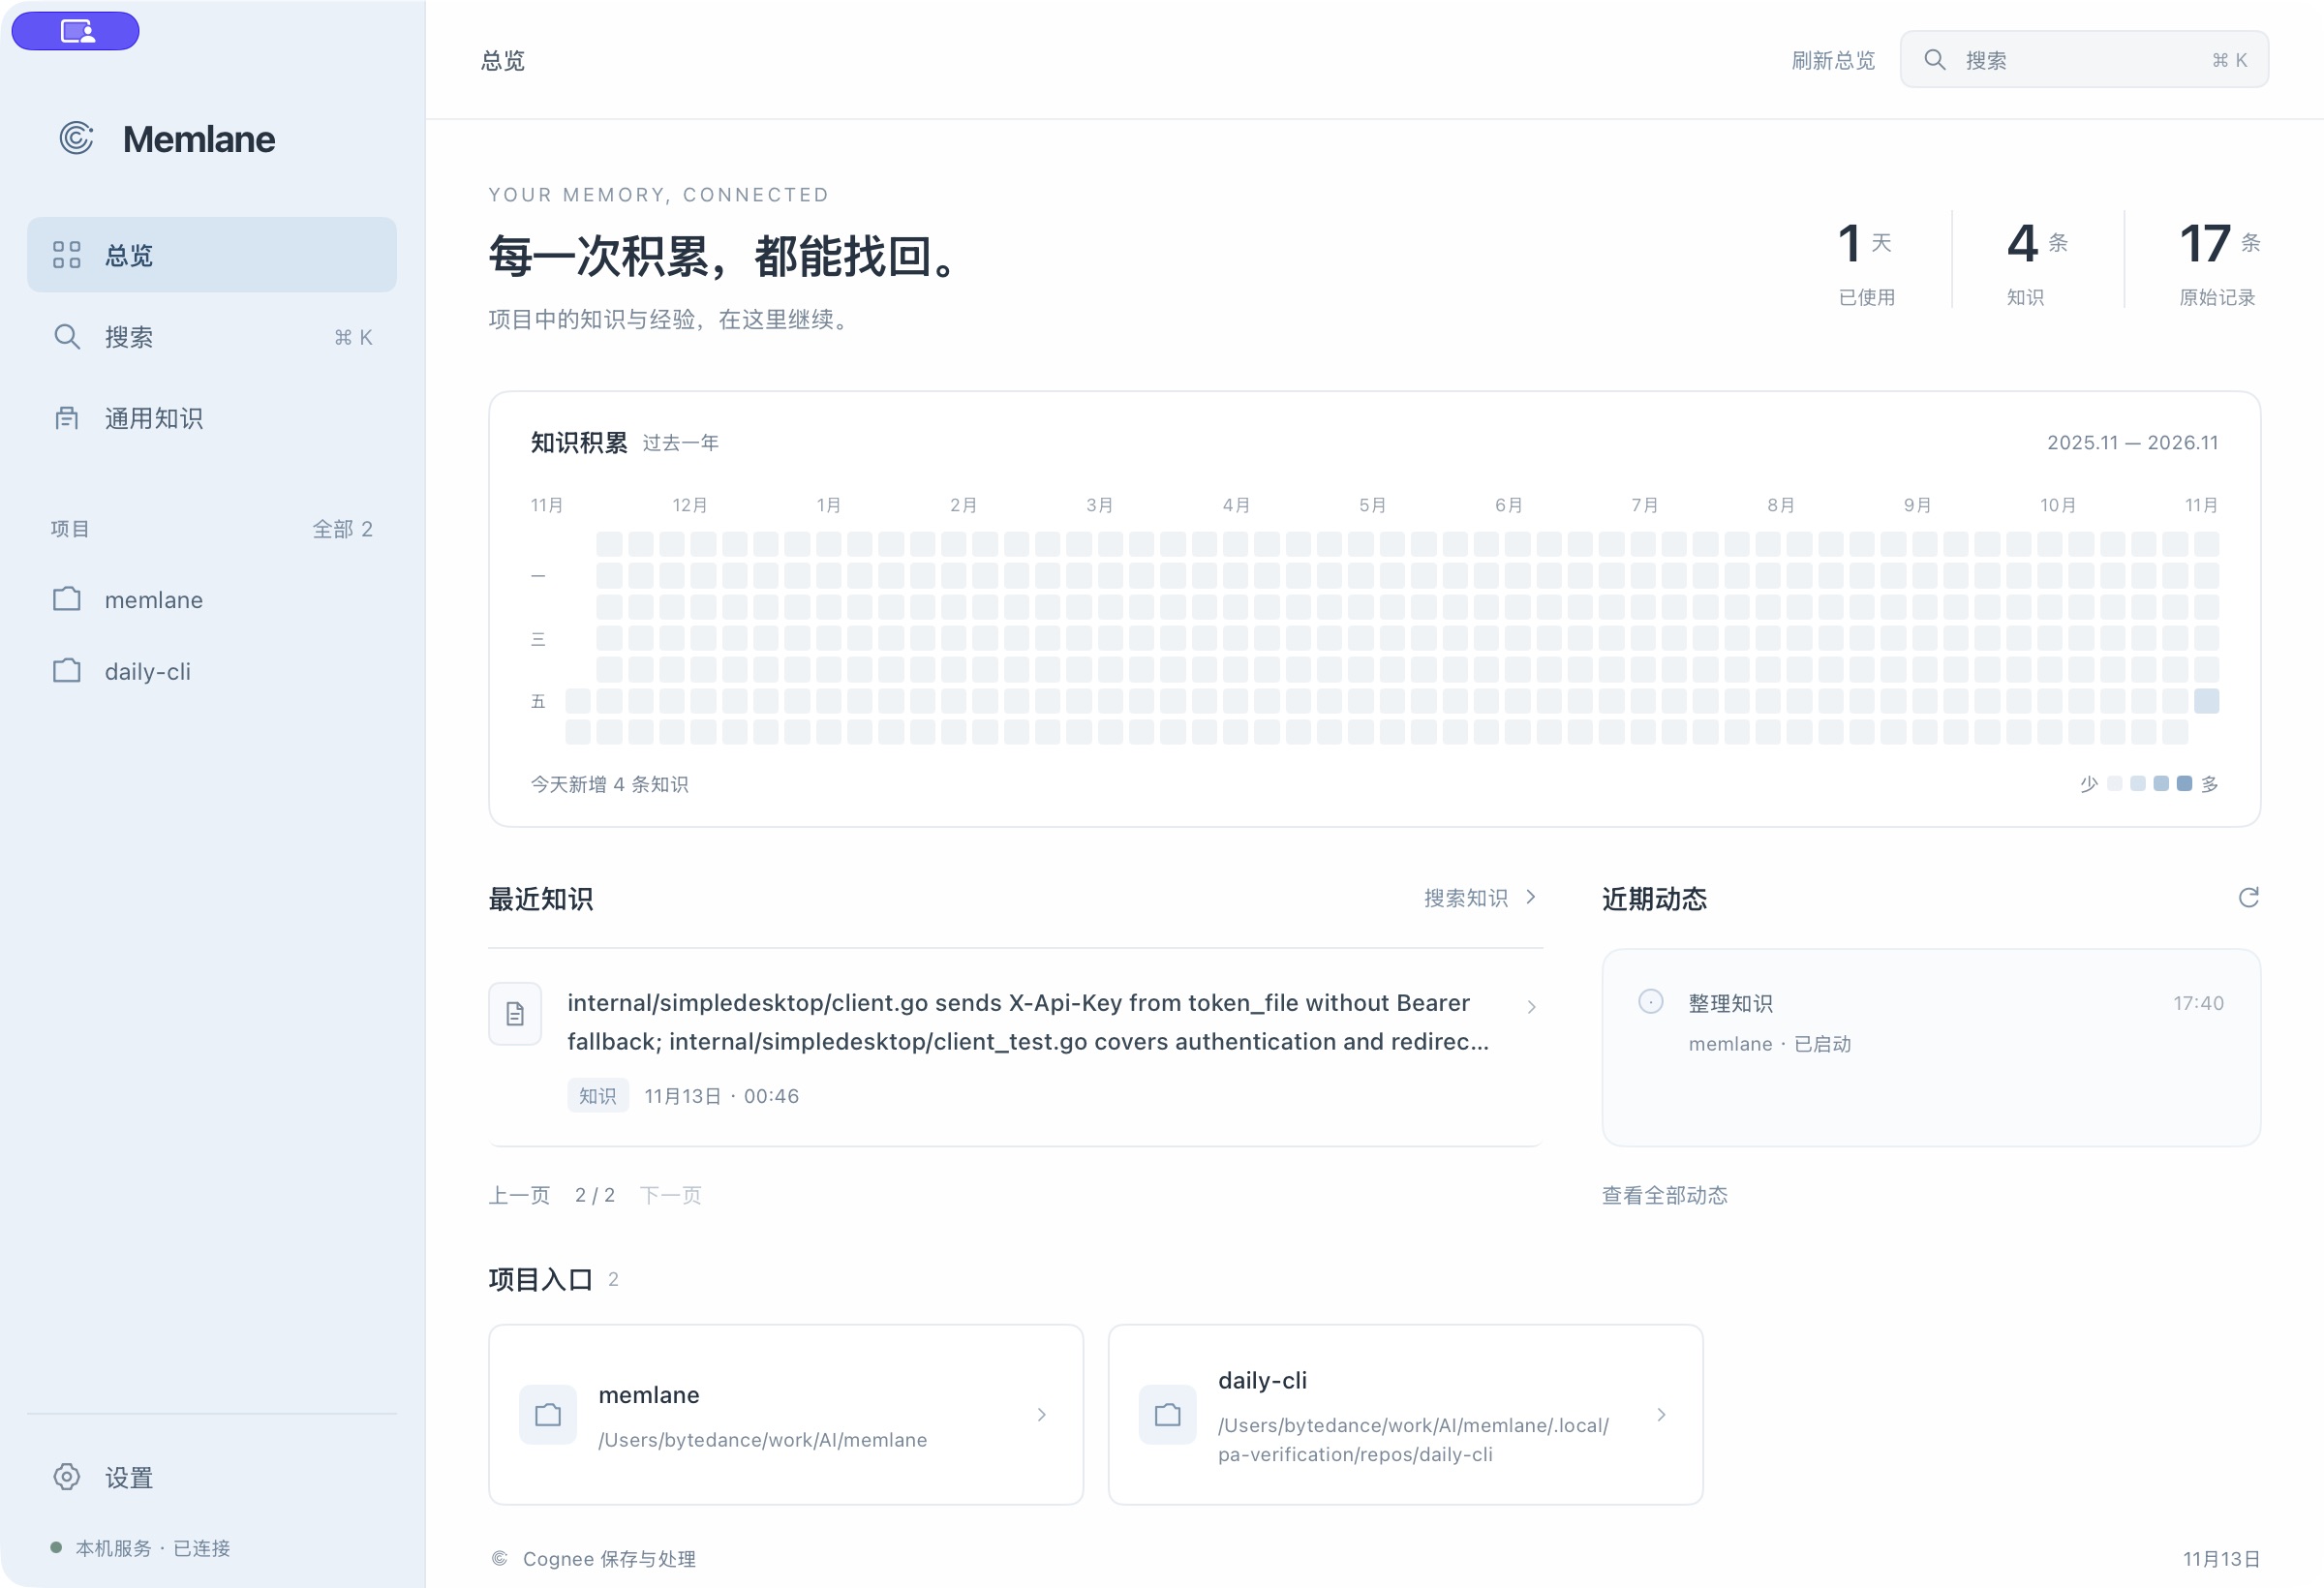 总览
刷新总览
搜索
⌘ K
Memlane
总览
搜索
⌘ K
通用知识
项目
全部 2
memlane
daily-cli
设置
本机服务 · 已连接
YOUR MEMORY, CONNECTED
每一次积累，都能找回。
项目中的知识与经验，在这里继续。
1 天
已使用
4 条
知识
17 条
原始记录
知识积累 过去一年
2025.11 — 2026.11
11月 12月 1月 2月 3月 4月 5月 6月 7月 8月 9月 10月 11月
一
三
五
今天新增 4 条知识
少 多
最近知识
搜索知识
internal/simpledesktop/client.go sends X-Api-Key from token_file without Bearer
fallback; internal/simpledesktop/client_test.go covers authentication and redirec...
知识 11月13日 · 00:46
上一页 2 / 2 下一页
近期动态
整理知识 17:40
memlane · 已启动
查看全部动态
项目入口 2
memlane
/Users/bytedance/work/AI/memlane
daily-cli
/Users/bytedance/work/AI/memlane/.local/
pa-verification/repos/daily-cli
Cognee 保存与处理
11月13日